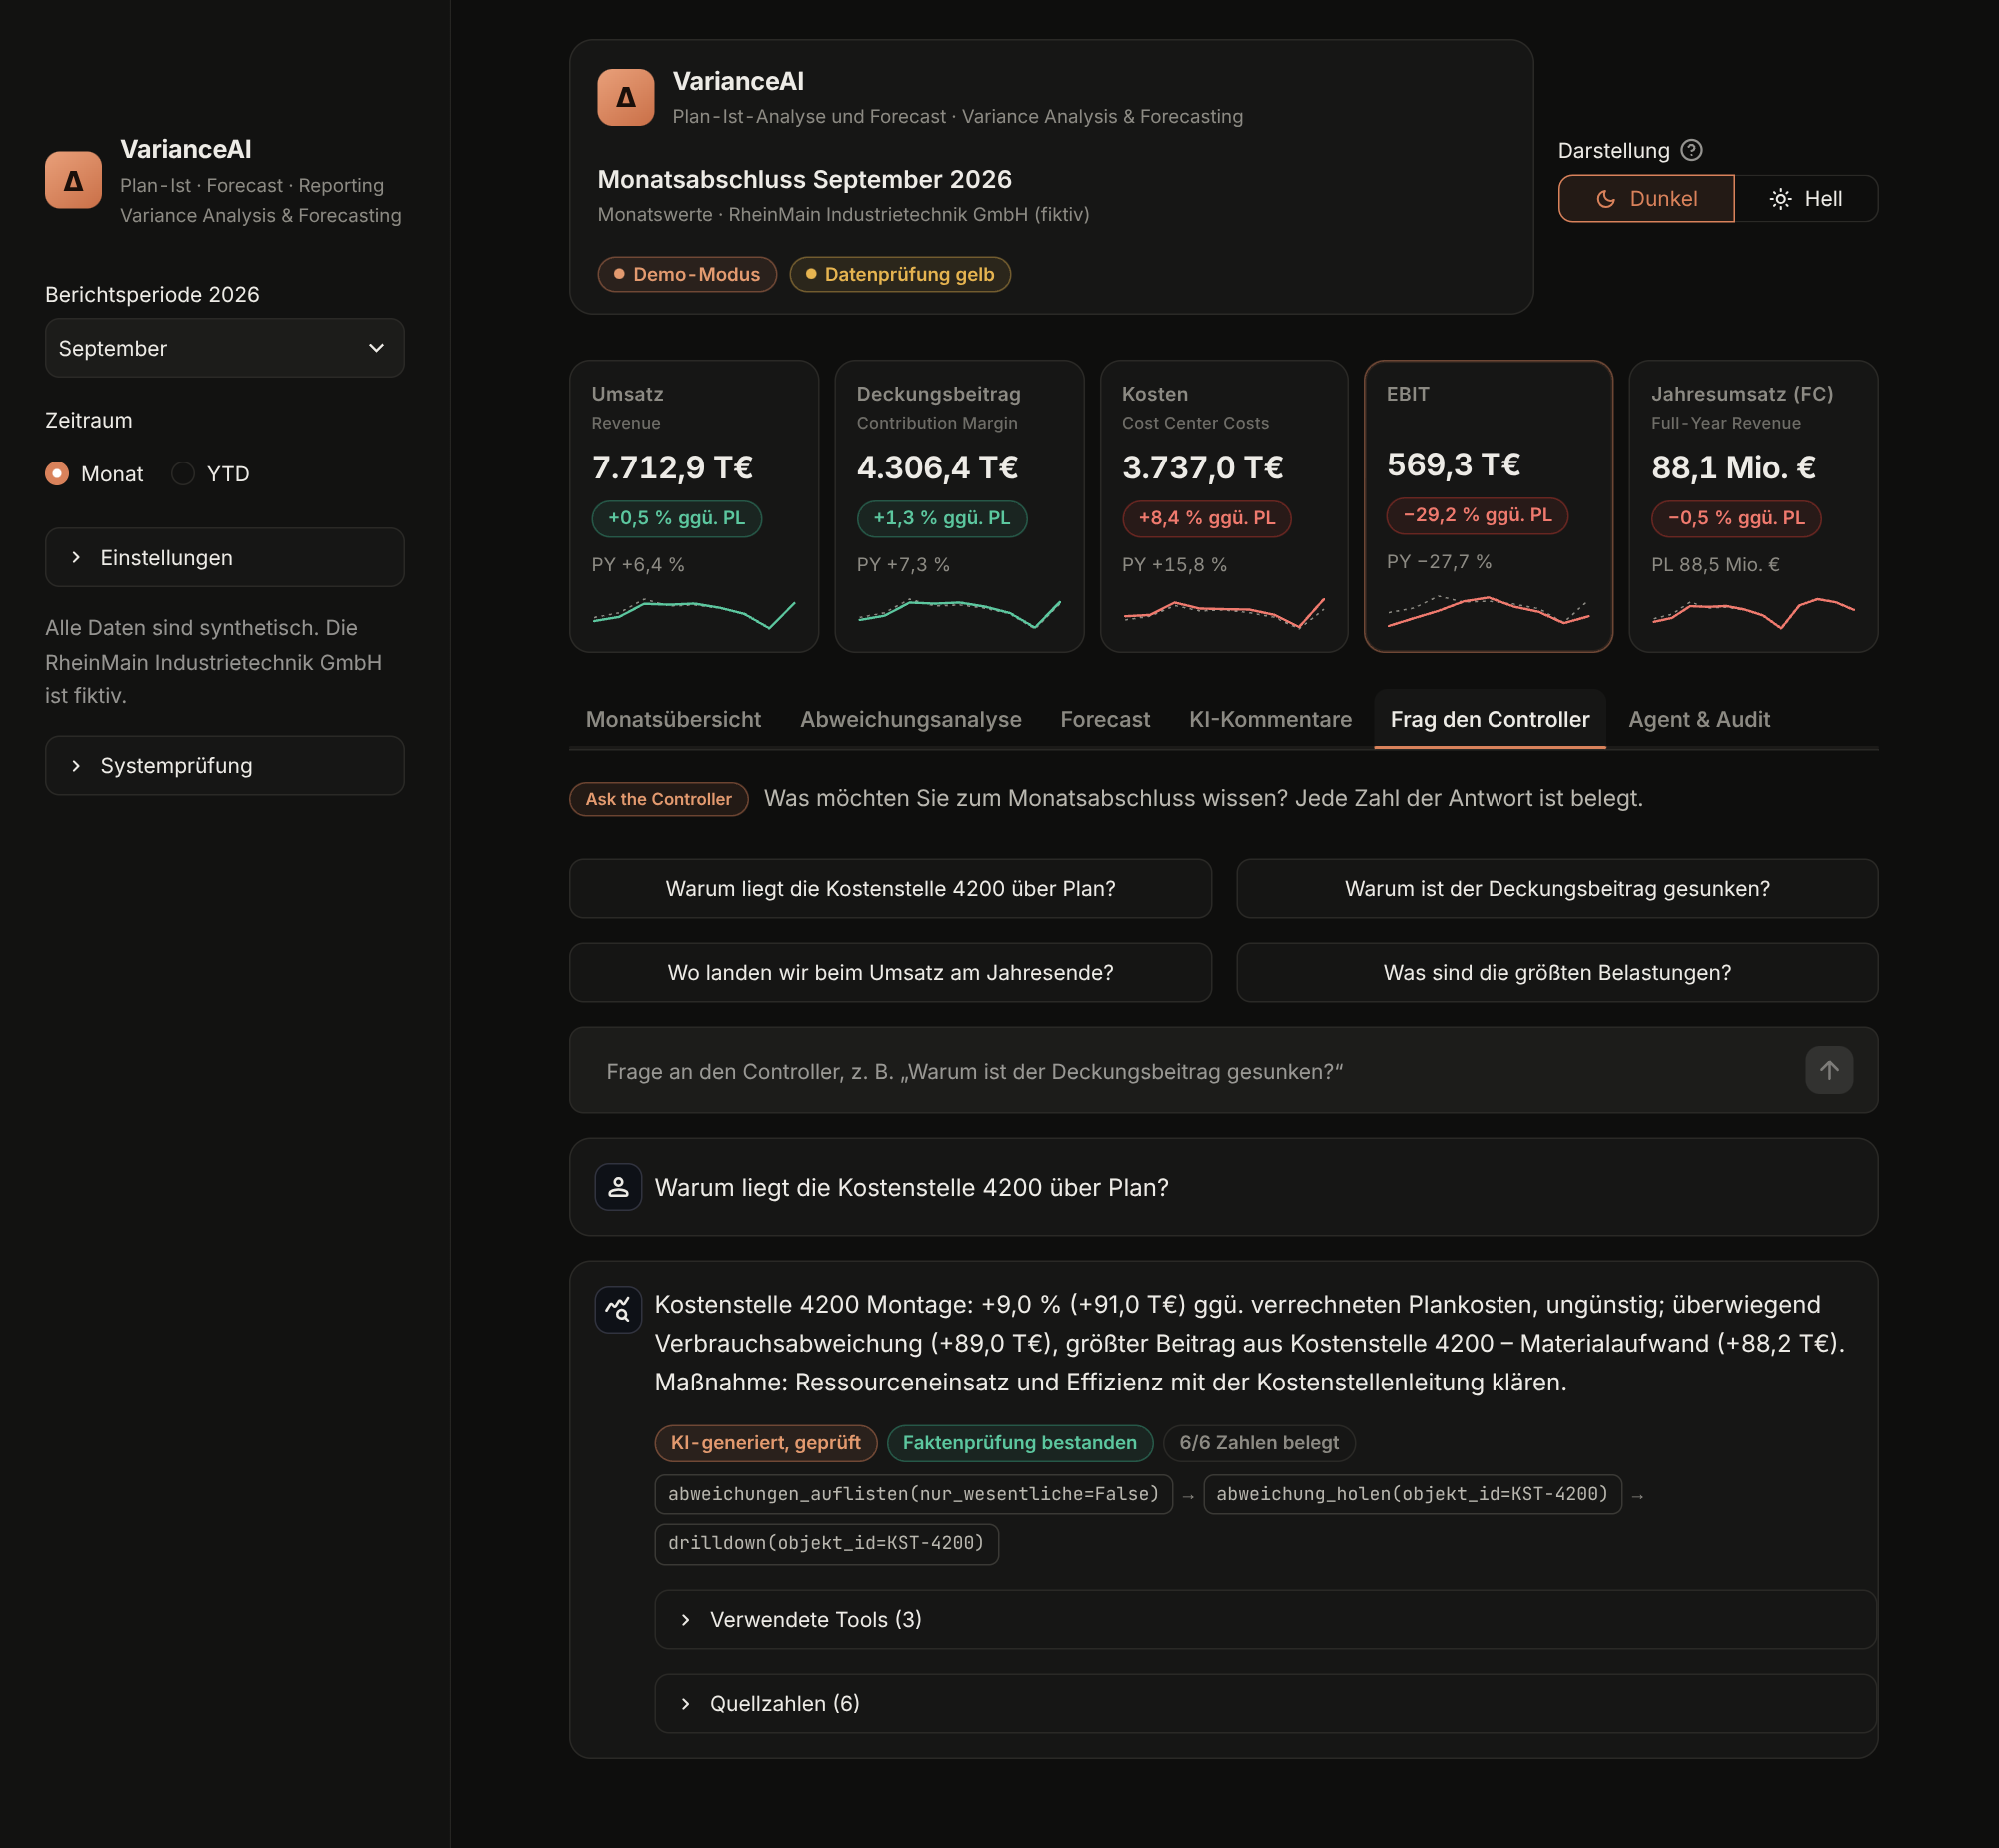 VarianceAI
Plan-Ist · Forecast · Reporting
Variance Analysis & Forecasting
Berichtsperiode 2026
September
Zeitraum
Monat
YTD
Einstellungen
Alle Daten sind synthetisch. Die
RheinMain Industrietechnik GmbH
ist fiktiv.
Systemprüfung
VarianceAI
Plan-Ist-Analyse und Forecast · Variance Analysis & Forecasting
Monatsabschluss September 2026
Monatswerte · RheinMain Industrietechnik GmbH (fiktiv)
Demo-Modus
Datenprüfung gelb
Darstellung
Dunkel
Hell
Umsatz
Revenue
7.712,9 T€
+0,5 % ggü. PL
PY +6,4 %
Deckungsbeitrag
Contribution Margin
4.306,4 T€
+1,3 % ggü. PL
PY +7,3 %
Kosten
Cost Center Costs
3.737,0 T€
+8,4 % ggü. PL
PY +15,8 %
EBIT
569,3 T€
−29,2 % ggü. PL
PY −27,7 %
Jahresumsatz (FC)
Full-Year Revenue
88,1 Mio. €
−0,5 % ggü. PL
PL 88,5 Mio. €
Monatsübersicht
Abweichungsanalyse
Forecast
KI-Kommentare
Frag den Controller
Agent & Audit
Ask the Controller
Was möchten Sie zum Monatsabschluss wissen? Jede Zahl der Antwort ist belegt.
Warum liegt die Kostenstelle 4200 über Plan?
Warum ist der Deckungsbeitrag gesunken?
Wo landen wir beim Umsatz am Jahresende?
Was sind die größten Belastungen?
Frage an den Controller, z. B. „Warum ist der Deckungsbeitrag gesunken?“
Warum liegt die Kostenstelle 4200 über Plan?
Kostenstelle 4200 Montage: +9,0 % (+91,0 T€) ggü. verrechneten Plankosten, ungünstig; überwiegend
Verbrauchsabweichung (+89,0 T€), größter Beitrag aus Kostenstelle 4200 – Materialaufwand (+88,2 T€).
Maßnahme: Ressourceneinsatz und Effizienz mit der Kostenstellenleitung klären.
KI-generiert, geprüft
Faktenprüfung bestanden
6/6 Zahlen belegt
abweichungen_auflisten(nur_wesentliche=False) → abweichung_holen(objekt_id=KST-4200) →
drilldown(objekt_id=KST-4200)
Verwendete Tools (3)
Quellzahlen (6)